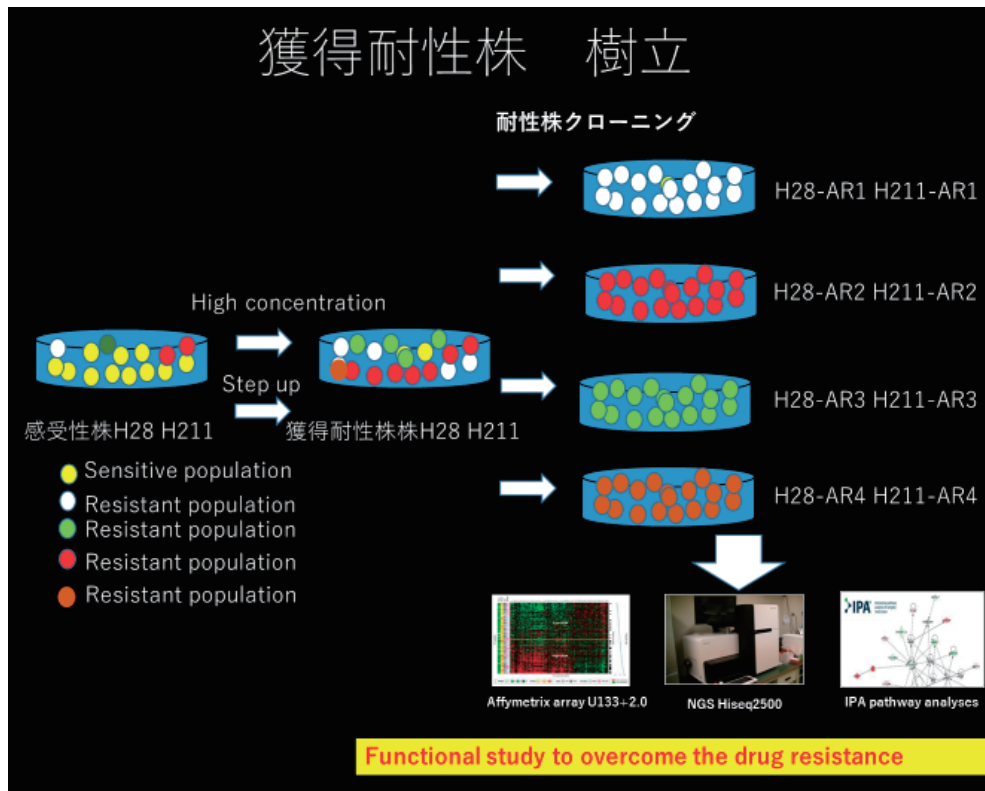 獲得耐性株　樹立
耐性株クローニング
H28-AR1 H211-AR1
H28-AR2 H211-AR2
High concentration
Step up
感受性株H28 H211
獲得耐性株株H28 H211
H28-AR3 H211-AR3
Sensitive population
Resistant population
Resistant population
Resistant population
Resistant population
H28-AR4 H211-AR4
IPA
Affymetrix array U133+2.0
NGS Hiseq2500
IPA pathway analyses
Functional study to overcome the drug resistance